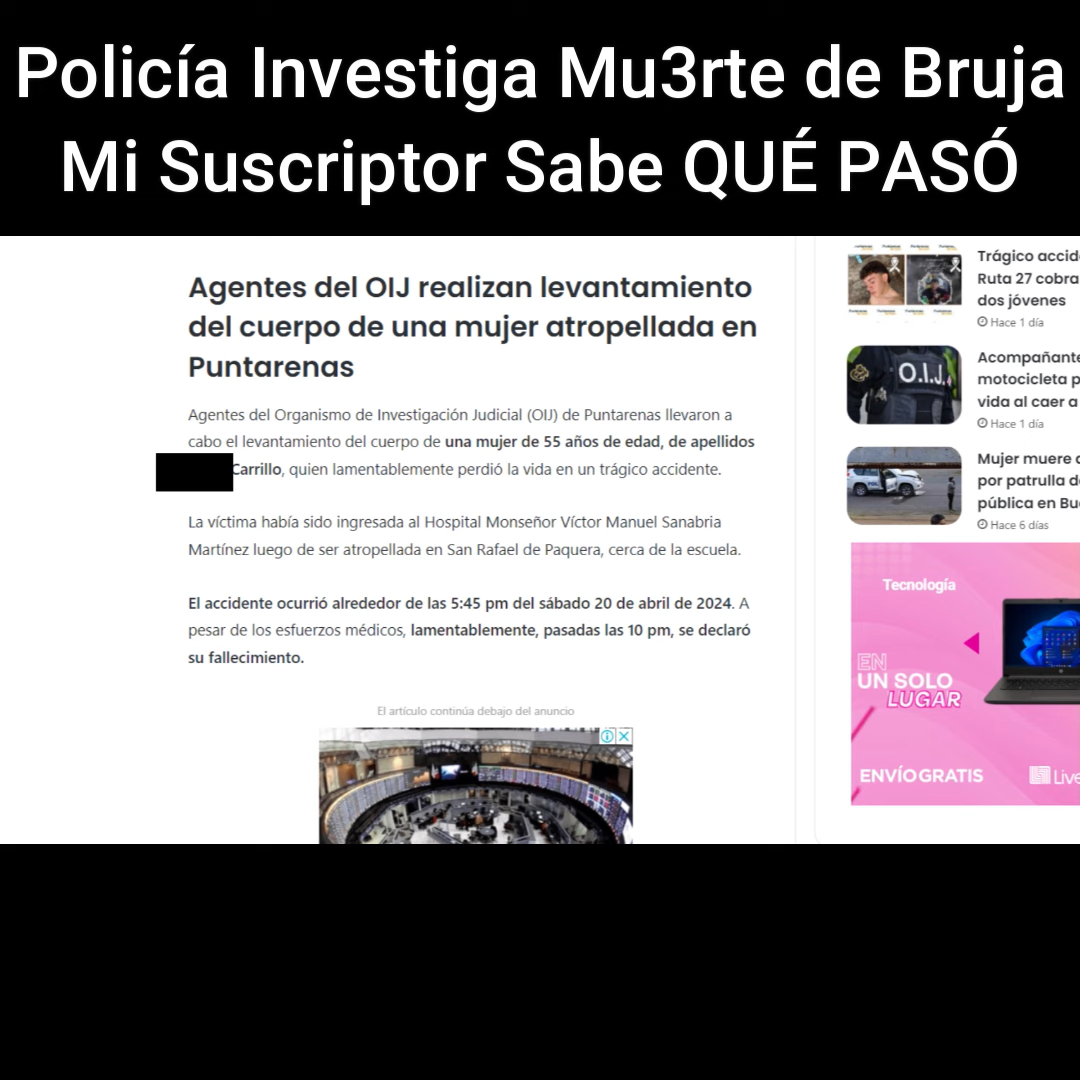 Policía Investiga Mu3rte de Bruja
Mi Suscriptor Sabe QUÉ PASÓ
Agentes del OIJ realizan levantamiento
del cuerpo de una mujer atropellada en
Puntarenas
Agentes del Organismo de Investigación Judicial (OIJ) de Puntarenas llevaron a
cabo el levantamiento del cuerpo de una mujer de 55 años de edad, de apellidos
Carrillo, quien lamentablemente perdió la vida en un trágico accidente.
La víctima había sido ingresada al Hospital Monseñor Víctor Manuel Sanabria
Martínez luego de ser atropellada en San Rafael de Paquera, cerca de la escuela.
El accidente ocurrió alrededor de las 5:45 pm del sábado 20 de abril de 2024. A
pesar de los esfuerzos médicos, lamentablemente, pasadas las 10 pm, se declaró
su fallecimiento.
El artículo continúa debajo del anuncio
Trágico accid
Ruta 27 cobra
dos jóvenes
Hace 1 día
O.I.J.
Acompañante
motocicleta p
vida al caer a
Hace 1 día
Mujer muere
por patrulla d
pública en Bu
Hace 6 días
Tecnología
EN
UN SOLO
LUGAR
ENVÍO GRATIS
Live